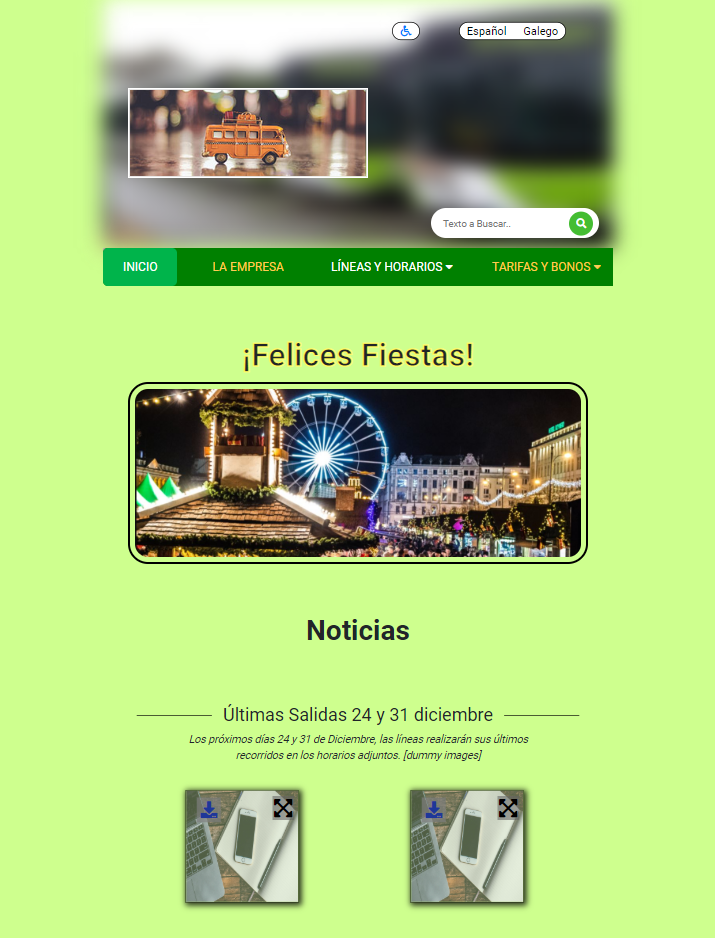 Español Galego
Texto a Buscar..
INICIO LA EMPRESA LÍNEAS Y HORARIOS TARIFAS Y BONOS
¡Felices Fiestas!
Noticias
Últimas Salidas 24 y 31 diciembre
Los próximos días 24 y 31 de Diciembre, las líneas realizarán sus últimos
recorridos en los horarios adjuntos. [dummy images]